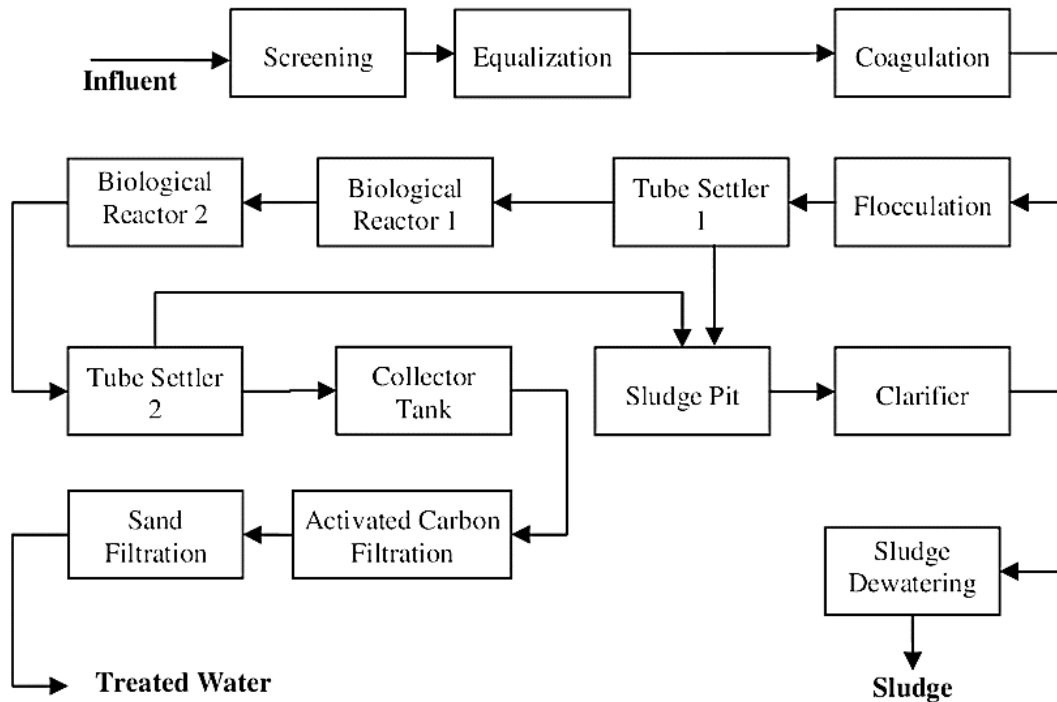 Screening
Equalization
Coagulation
Influent
Biological
Reactor 2
Biological
Reactor 1
Tube Settler
1
Flocculation
Tube Settler
2
Collector
Tank
Sludge Pit
Clarifier
Sand
Filtration
Activated Carbon
Filtration
Sludge
Dewatering
Treated Water
Sludge